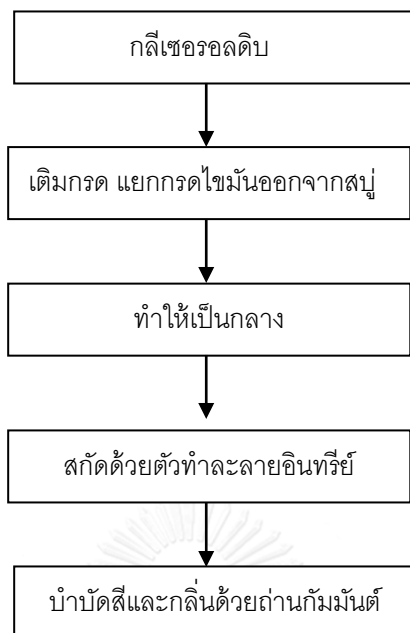 กลีเซอรอลดิบ
เติมกรด แยกกรดไขมันออกจากสบู่
ทำให้เป็นกลาง
สกัดด้วยตัวทำละลายอินทรีย์
บำบัดสีและกลิ่นด้วยถ่านกัมมันต์